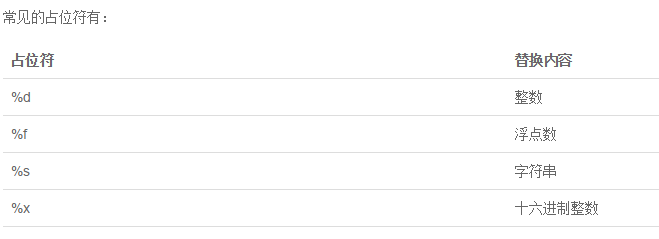 常见的占位符有：
占位符 替换内容
%d 整数
%f 浮点数
%s 字符串
%x 十六进制整数